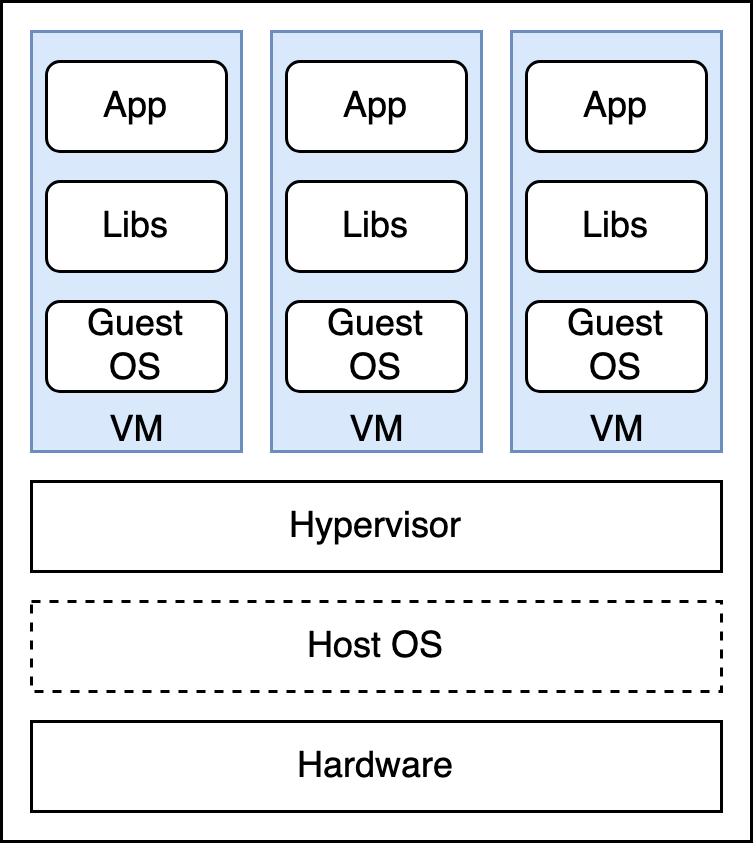 App
App
App
Libs
Libs
Libs
Guest
OS
Guest
OS
Guest
OS
VM
VM
VM
Hypervisor
Host OS
Hardware